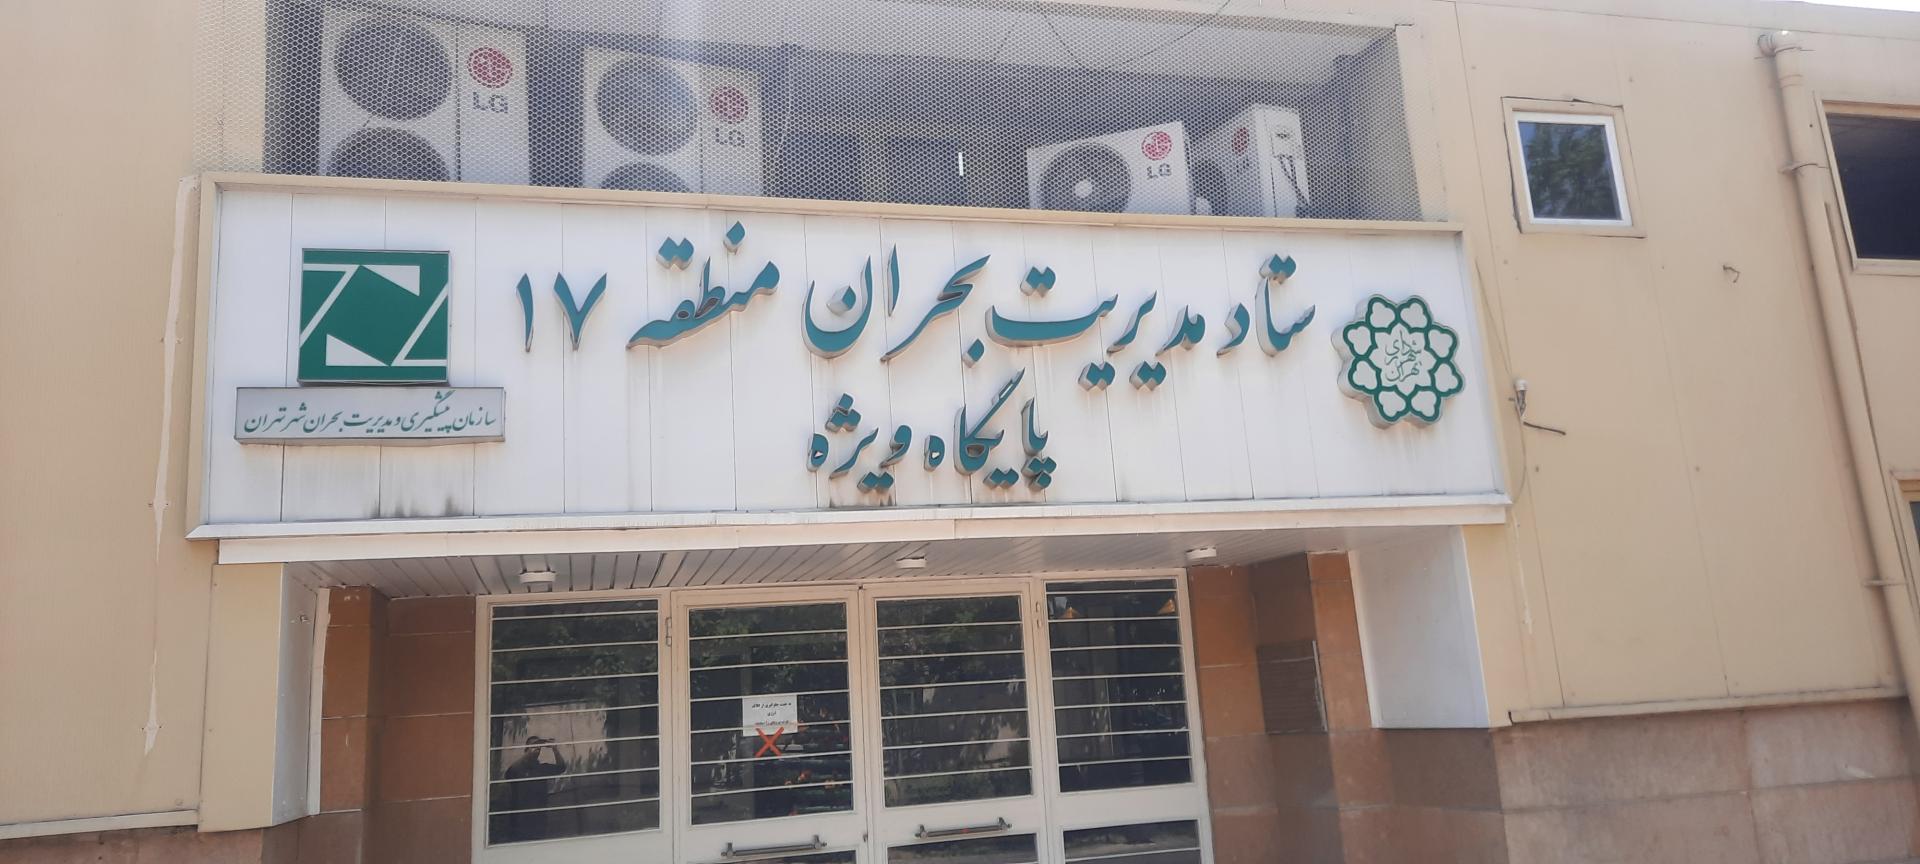 LG
LG
LG
ستاد مدیریت بحران منطقه ۱۷
پایگاه ویژه
شهرداری تهران
سازمان پیشگیری و مدیریت بحران شهر تهران